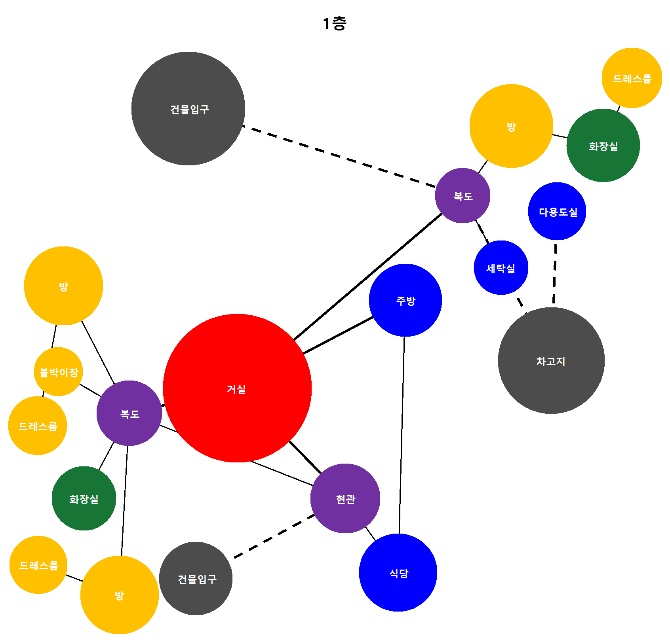 1층
드레스룸
건물입구
방
화장실
복도
다용도실
세탁실
방
주방
차고지
붙박이장
거실
복도
드레스룸
화장실
현관
드레스룸
방
건물입구
식당